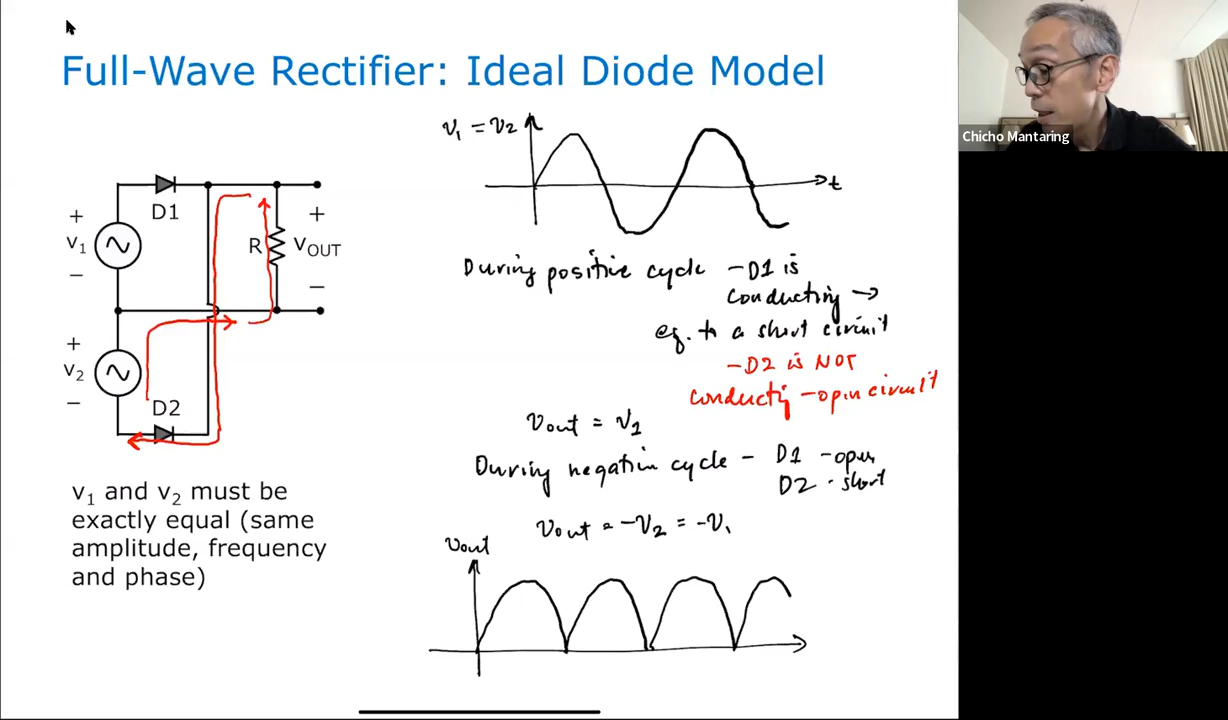 Full-Wave Rectifier: Ideal Diode Model
Chicho Mantaring
v₁ = v₂
t
D1
+
v₁
−
R
+
VOUT
−
+
v₂
−
D2
During positive cycle – D1 is
conducting →
eq. to a short circuit
– D2 is NOT
conducting – open circuit
vout = v₁
During negative cycle – D1 – open
D2 - short
vout = -v₂ = -v₁
v₁ and v₂ must be
exactly equal (same
amplitude, frequency
and phase)
vout